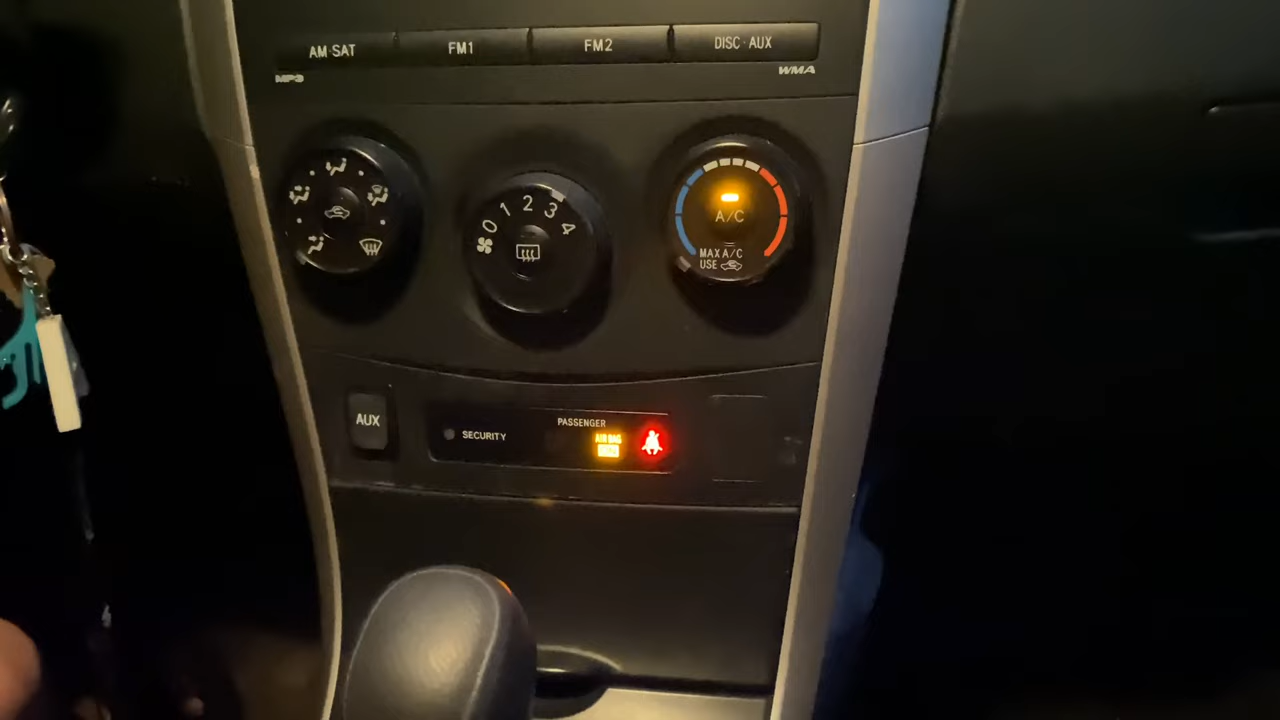 AM·SAT FM1 FM2 DISC·AUX
MP3 WMA
0 1 2 3 4
A/C
MAX A/C
USE
AUX
SECURITY
PASSENGER
AIR BAG